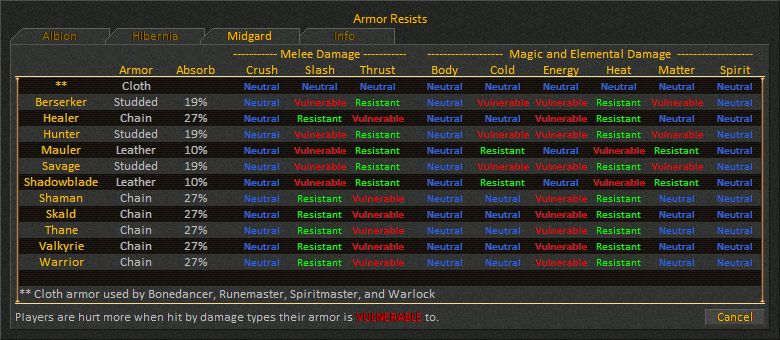 Armor Resists
Albion Hibernia Midgard Info
----------- Melee Damage ----------- ------------------- Magic and Elemental Damage -------------------
Armor Absorb Crush Slash Thrust Body Cold Energy Heat Matter Spirit
** Cloth Neutral Neutral Neutral Neutral Neutral Neutral Neutral Neutral Neutral
Berserker Studded 19% Neutral Vulnerable Resistant Neutral Vulnerable Vulnerable Resistant Vulnerable Neutral
Healer Chain 27% Neutral Resistant Vulnerable Neutral Neutral Vulnerable Resistant Neutral Neutral
Hunter Studded 19% Neutral Vulnerable Resistant Neutral Vulnerable Vulnerable Resistant Vulnerable Neutral
Mauler Leather 10% Neutral Vulnerable Resistant Neutral Resistant Neutral Vulnerable Resistant Neutral
Savage Studded 19% Neutral Vulnerable Resistant Neutral Vulnerable Vulnerable Resistant Vulnerable Neutral
Shadowblade Leather 10% Neutral Vulnerable Resistant Neutral Resistant Neutral Vulnerable Resistant Neutral
Shaman Chain 27% Neutral Resistant Vulnerable Neutral Neutral Vulnerable Resistant Neutral Neutral
Skald Chain 27% Neutral Resistant Vulnerable Neutral Neutral Vulnerable Resistant Neutral Neutral
Thane Chain 27% Neutral Resistant Vulnerable Neutral Neutral Vulnerable Resistant Neutral Neutral
Valkyrie Chain 27% Neutral Resistant Vulnerable Neutral Neutral Vulnerable Resistant Neutral Neutral
Warrior Chain 27% Neutral Resistant Vulnerable Neutral Neutral Vulnerable Resistant Neutral Neutral
** Cloth armor used by Bonedancer, Runemaster, Spiritmaster, and Warlock
Players are hurt more when hit by damage types their armor is VULNERABLE to. Cancel